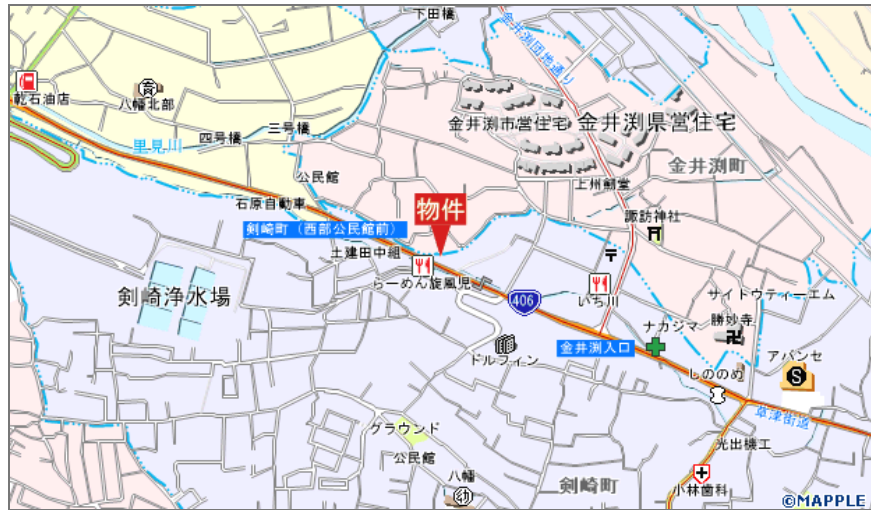 下田橋
金井渕団地通り
乾石油店
育
八幡北部
四号橋
三号橋
里見川
金井渕市営住宅
金井渕県営住宅
金井渕町
公民館
上州朝堂
石原自動車
物件
諏訪神社
剣崎町（西部公民館前）
土建田中組
〒
剣崎浄水場
らーめん旋風児
406
いち川
サイトウティーエム
ナカジマ
勝妙寺
卍
ドルフィン
金井渕入口
アバンセ
S
しののめ
草津街道
グラウンド
公民館
光出機工
八幡
幼
剣崎町
小林歯科
©MAPPLE